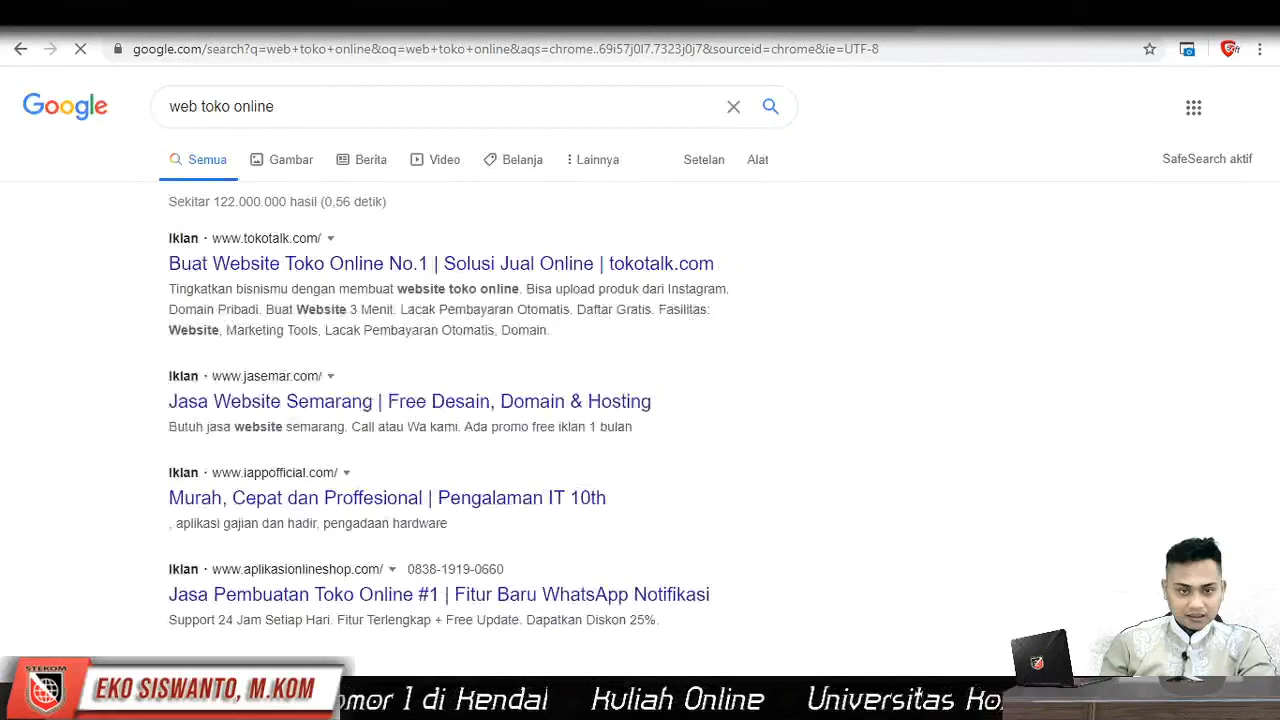 google.com/search?q=web+toko+online&oq=web+toko+online&aqs=chrome..69i57j0l7.7323j0j7&sourceid=chrome&ie=UTF-8
Google
web toko online
Semua Gambar Berita Video Belanja Lainnya Setelan Alat SafeSearch aktif
Sekitar 122.000.000 hasil (0,56 detik)
Iklan · www.tokotalk.com/
Buat Website Toko Online No.1 | Solusi Jual Online | tokotalk.com
Tingkatkan bisnismu dengan membuat website toko online. Bisa upload produk dari Instagram.
Domain Pribadi. Buat Website 3 Menit. Lacak Pembayaran Otomatis. Daftar Gratis. Fasilitas:
Website, Marketing Tools, Lacak Pembayaran Otomatis, Domain.
Iklan · www.jasemar.com/
Jasa Website Semarang | Free Desain, Domain & Hosting
Butuh jasa website semarang. Call atau Wa kami. Ada promo free iklan 1 bulan
Iklan · www.iappofficial.com/
Murah, Cepat dan Proffesional | Pengalaman IT 10th
, aplikasi gajian dan hadir, pengadaan hardware
Iklan · www.aplikasionlineshop.com/ 0838-1919-0660
Jasa Pembuatan Toko Online #1 | Fitur Baru WhatsApp Notifikasi
Support 24 Jam Setiap Hari. Fitur Terlengkap + Free Update. Dapatkan Diskon 25%.
STEKOM
EKO SISWANTO, M.KOM
omor 1 di Kendal Kuliah Online Universitas Ko